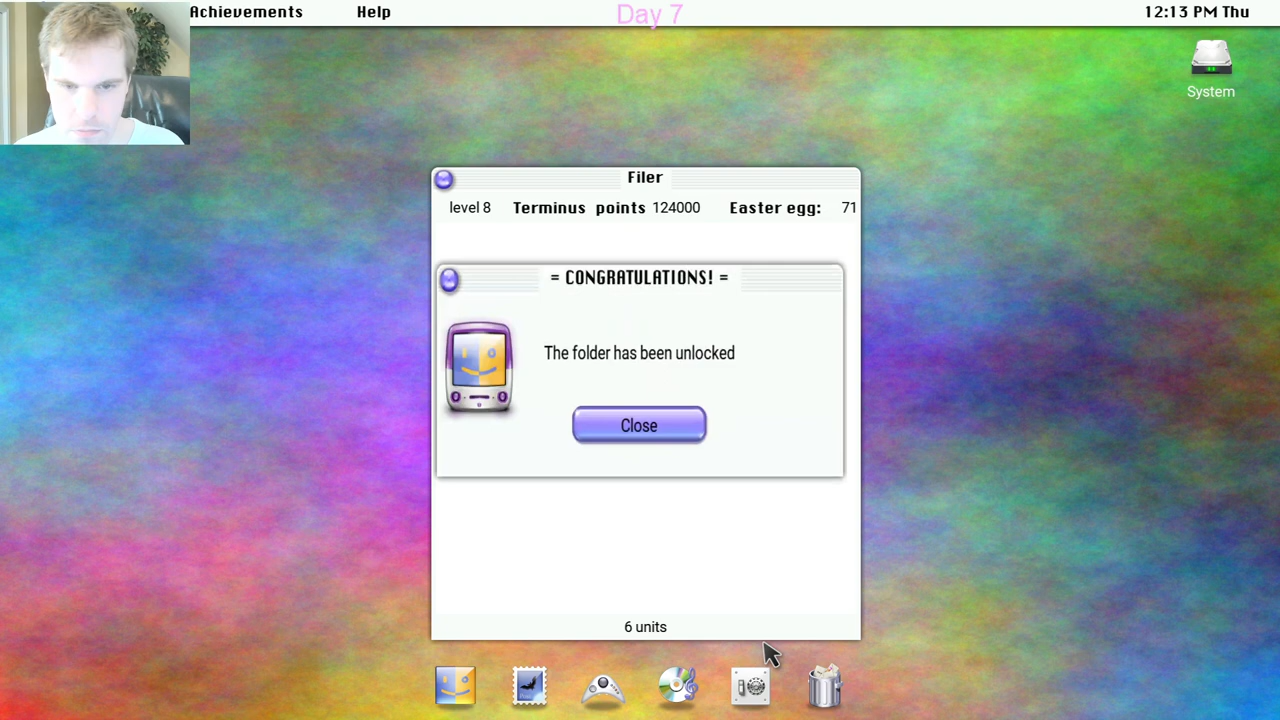 Achievements Help Day 7 12:13 PM Thu
System
Filer
level 8 Terminus points 124000 Easter egg: 71
= CONGRATULATIONS! =
The folder has been unlocked
Close
6 units